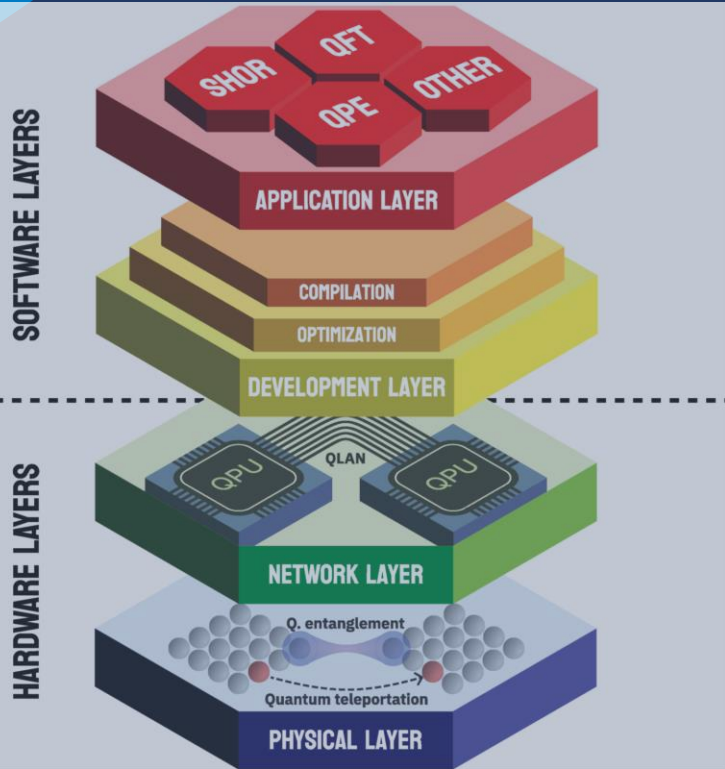 SOFTWARE LAYERS
QFT
SHOR
OTHER
QPE
APPLICATION LAYER
COMPILATION
OPTIMIZATION
DEVELOPMENT LAYER
HARDWARE LAYERS
QLAN
QPU
QPU
NETWORK LAYER
Q. entanglement
Quantum teleportation
PHYSICAL LAYER